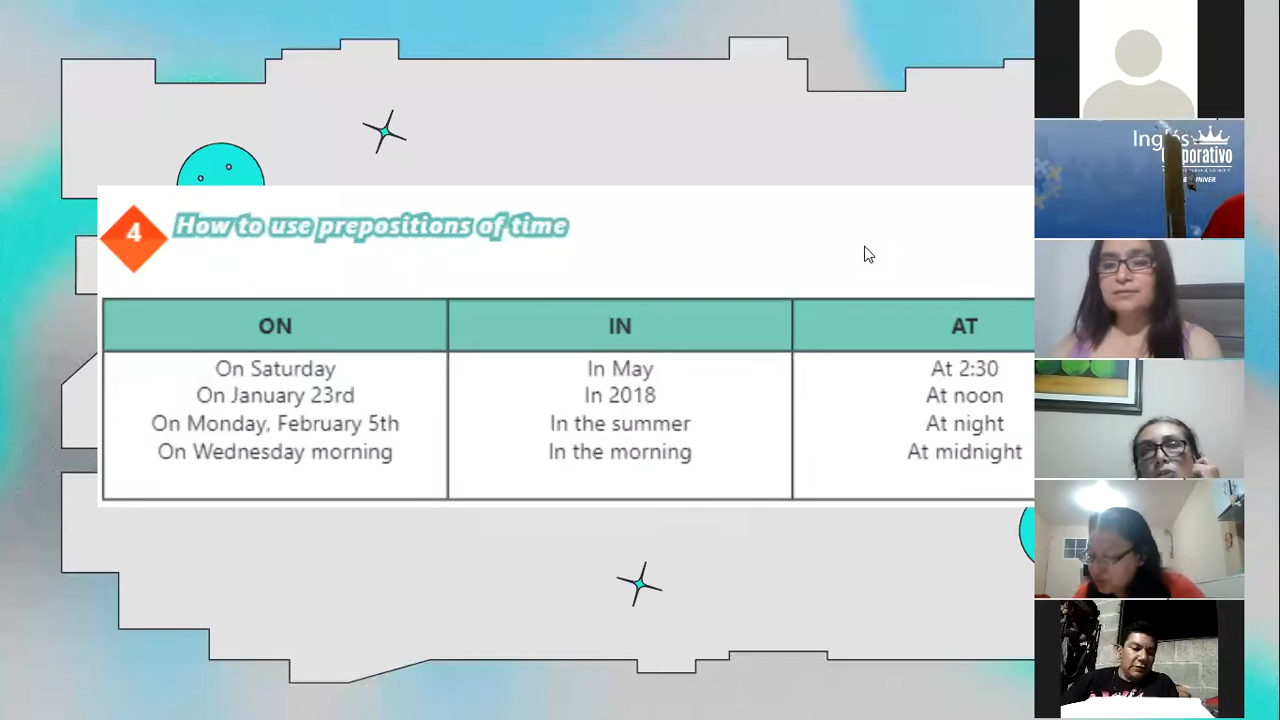 4
How to use prepositions of time
ON
IN
AT
On Saturday
On January 23rd
On Monday, February 5th
On Wednesday morning
In May
In 2018
In the summer
In the morning
At 2:30
At noon
At night
At midnight